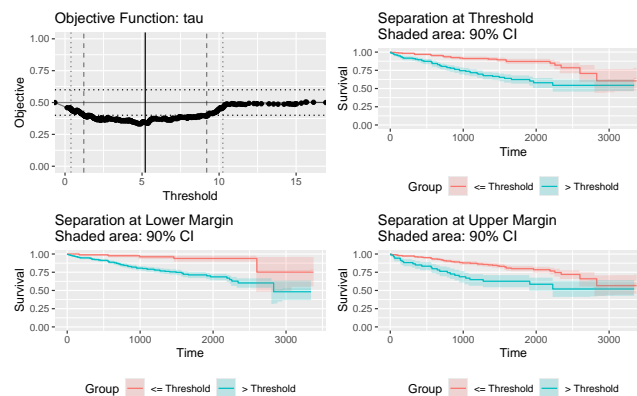 Objective Function: tau
1.00
0.75
0.50
0.25
0.00
Objective
0
5
10
15
Threshold
Separation at Threshold
Shaded area: 90% CI
1.00
0.75
0.50
0.25
0.00
Survival
0
1000
2000
3000
Time
Group <= Threshold > Threshold
Separation at Lower Margin
Shaded area: 90% CI
1.00
0.75
0.50
0.25
0.00
Survival
0
1000
2000
3000
Time
Group <= Threshold > Threshold
Separation at Upper Margin
Shaded area: 90% CI
1.00
0.75
0.50
0.25
0.00
Survival
0
1000
2000
3000
Time
Group <= Threshold > Threshold